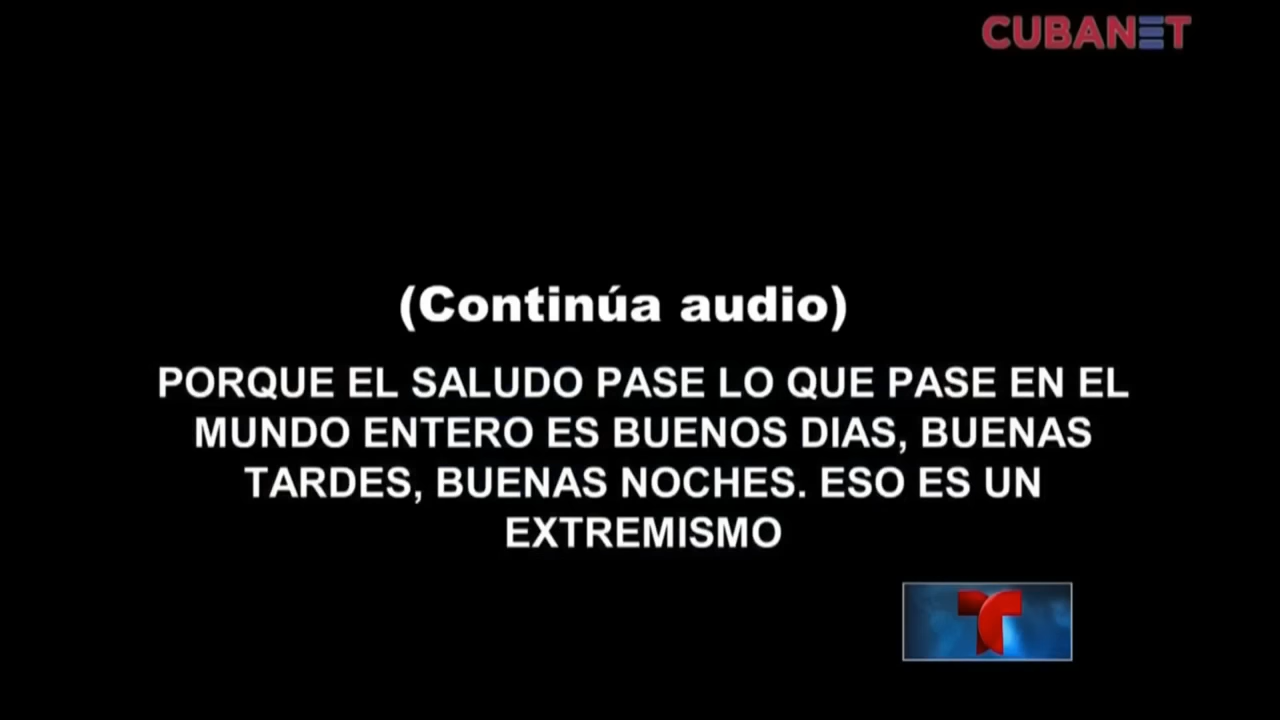 CUBANET
(Continúa audio)
PORQUE EL SALUDO PASE LO QUE PASE EN EL
MUNDO ENTERO ES BUENOS DIAS, BUENAS
TARDES, BUENAS NOCHES. ESO ES UN
EXTREMISMO